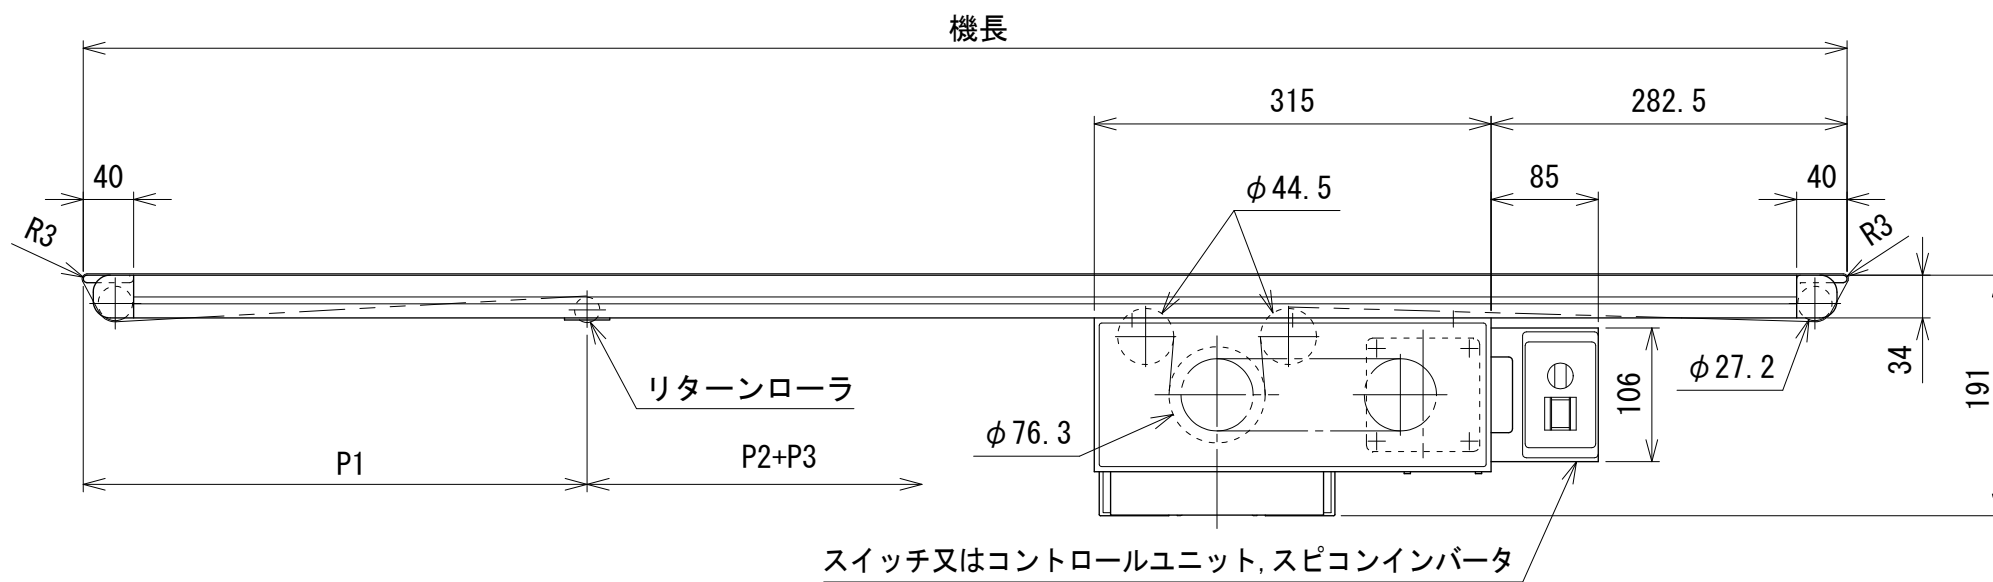 機長
315
282.5
40
φ44.5
85
40
R3
R3
34
191
リターンローラ
φ27.2
106
φ76.3
P1
P2+P3
スイッチ又はコントロールユニット,スピコンインバータ